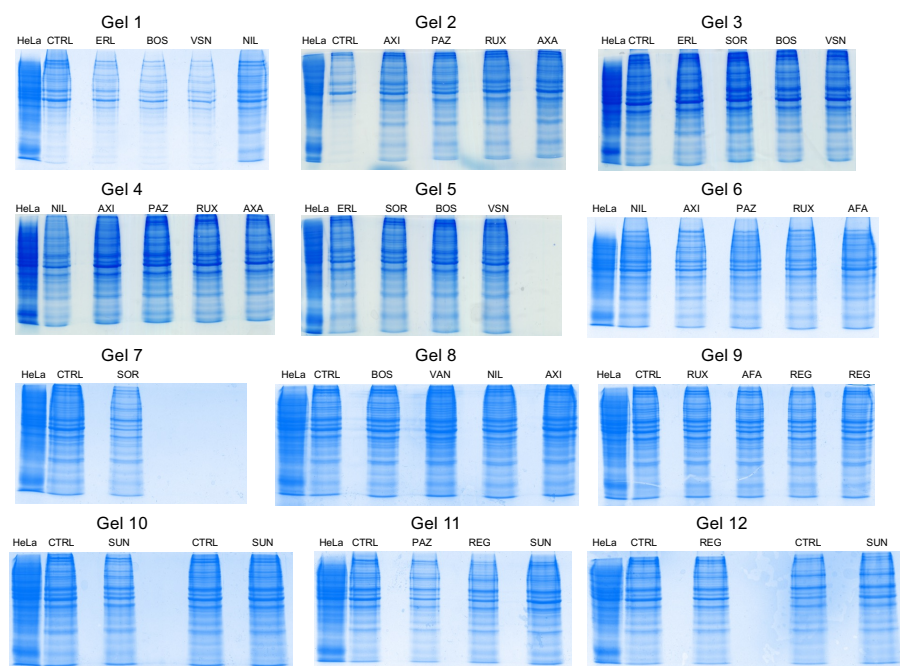 Gel 1
HeLa CTRL ERL BOS VSN NIL
Gel 2
HeLa CTRL AXI PAZ RUX AXA
Gel 3
HeLa CTRL ERL SOR BOS VSN
Gel 4
HeLa NIL AXI PAZ RUX AXA
Gel 5
HeLa ERL SOR BOS VSN
Gel 6
HeLa NIL AXI PAZ RUX AFA
Gel 7
HeLa CTRL SOR
Gel 8
HeLa CTRL BOS VAN NIL AXI
Gel 9
HeLa CTRL RUX AFA REG REG
Gel 10
HeLa CTRL SUN CTRL SUN
Gel 11
HeLa CTRL PAZ REG SUN
Gel 12
HeLa CTRL REG CTRL SUN